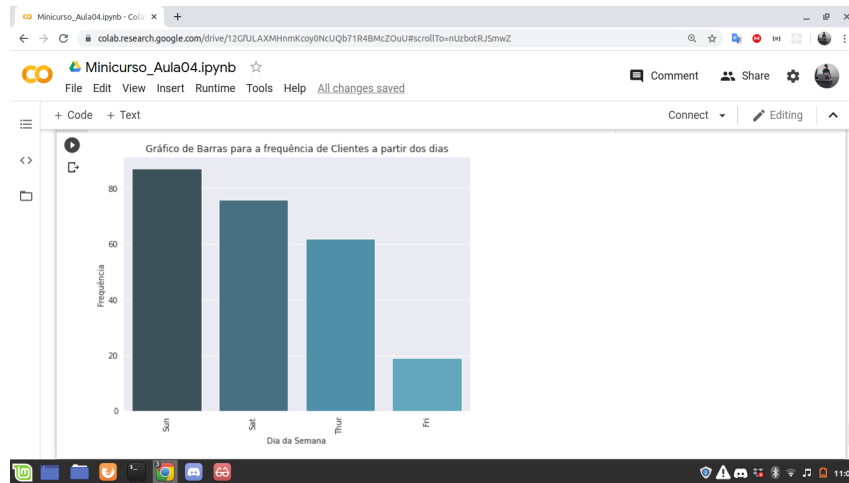 Minicurso_Aula04.ipynb - Cola
colab.research.google.com/drive/12GfULAXMHnmKcoy0NcUQb71R4BMcZOuU#scrollTo=nUzbotRJSmwZ
Minicurso_Aula04.ipynb
Comment Share
File Edit View Insert Runtime Tools Help All changes saved
+ Code + Text Connect Editing
Gráfico de Barras para a frequência de Clientes a partir dos dias
80
60
40
20
0
Frequência
Sun Sat Thur Fri
Dia da Semana
11:0